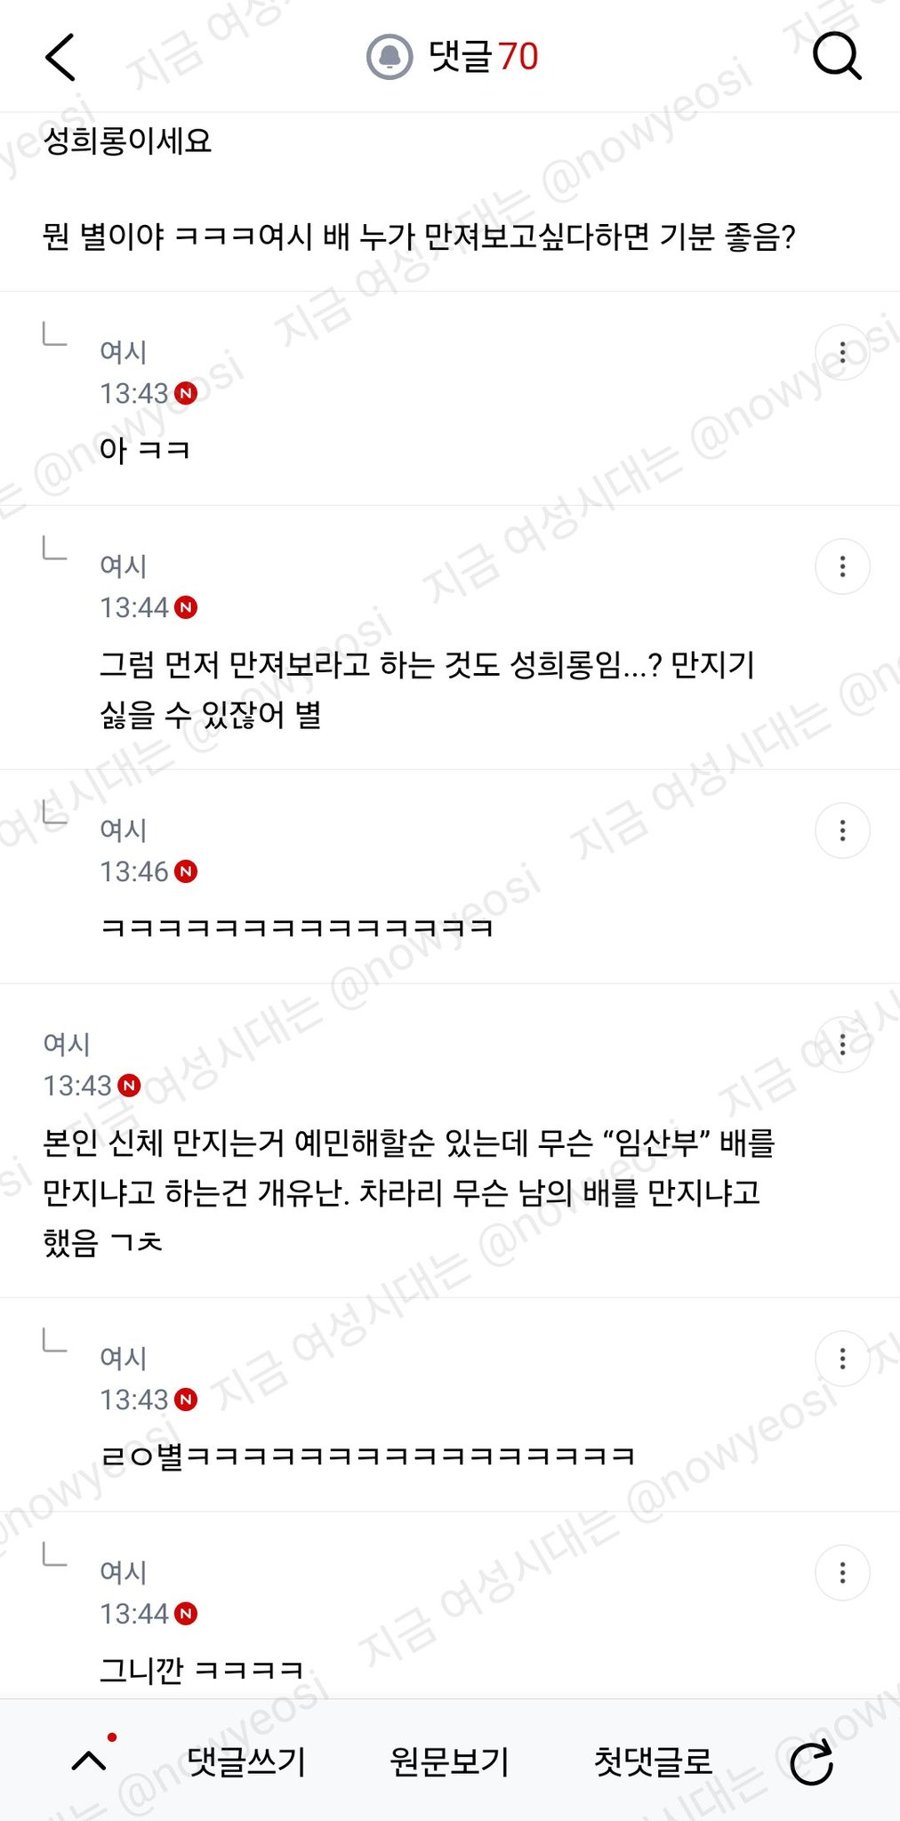 댓글 70
성희롱이세요
뭔 별이야 ㅋㅋㅋ여시 배 누가 만져보고싶다하면 기분 좋음?
여시
13:43 N
아 ㅋㅋ
여시
13:44 N
그럼 먼저 만져보라고 하는 것도 성희롱임...? 만지기
싫을 수 있잖어 별
여시
13:46 N
ㅋㅋㅋㅋㅋㅋㅋㅋㅋㅋㅋㅋㅋㅋ
여시
13:43 N
본인 신체 만지는거 예민해할순 있는데 무슨 “임산부” 배를
만지냐고 하는건 개유난. 차라리 무슨 남의 배를 만지냐고
했음 ㄱㅊ
여시
13:43 N
ㄹㅇ별ㅋㅋㅋㅋㅋㅋㅋㅋㅋㅋㅋㅋㅋㅋㅋㅋ
여시
13:44 N
그니깐 ㅋㅋㅋㅋ
댓글쓰기 원문보기 첫댓글로
지금 여성시대는 @nowyeosi